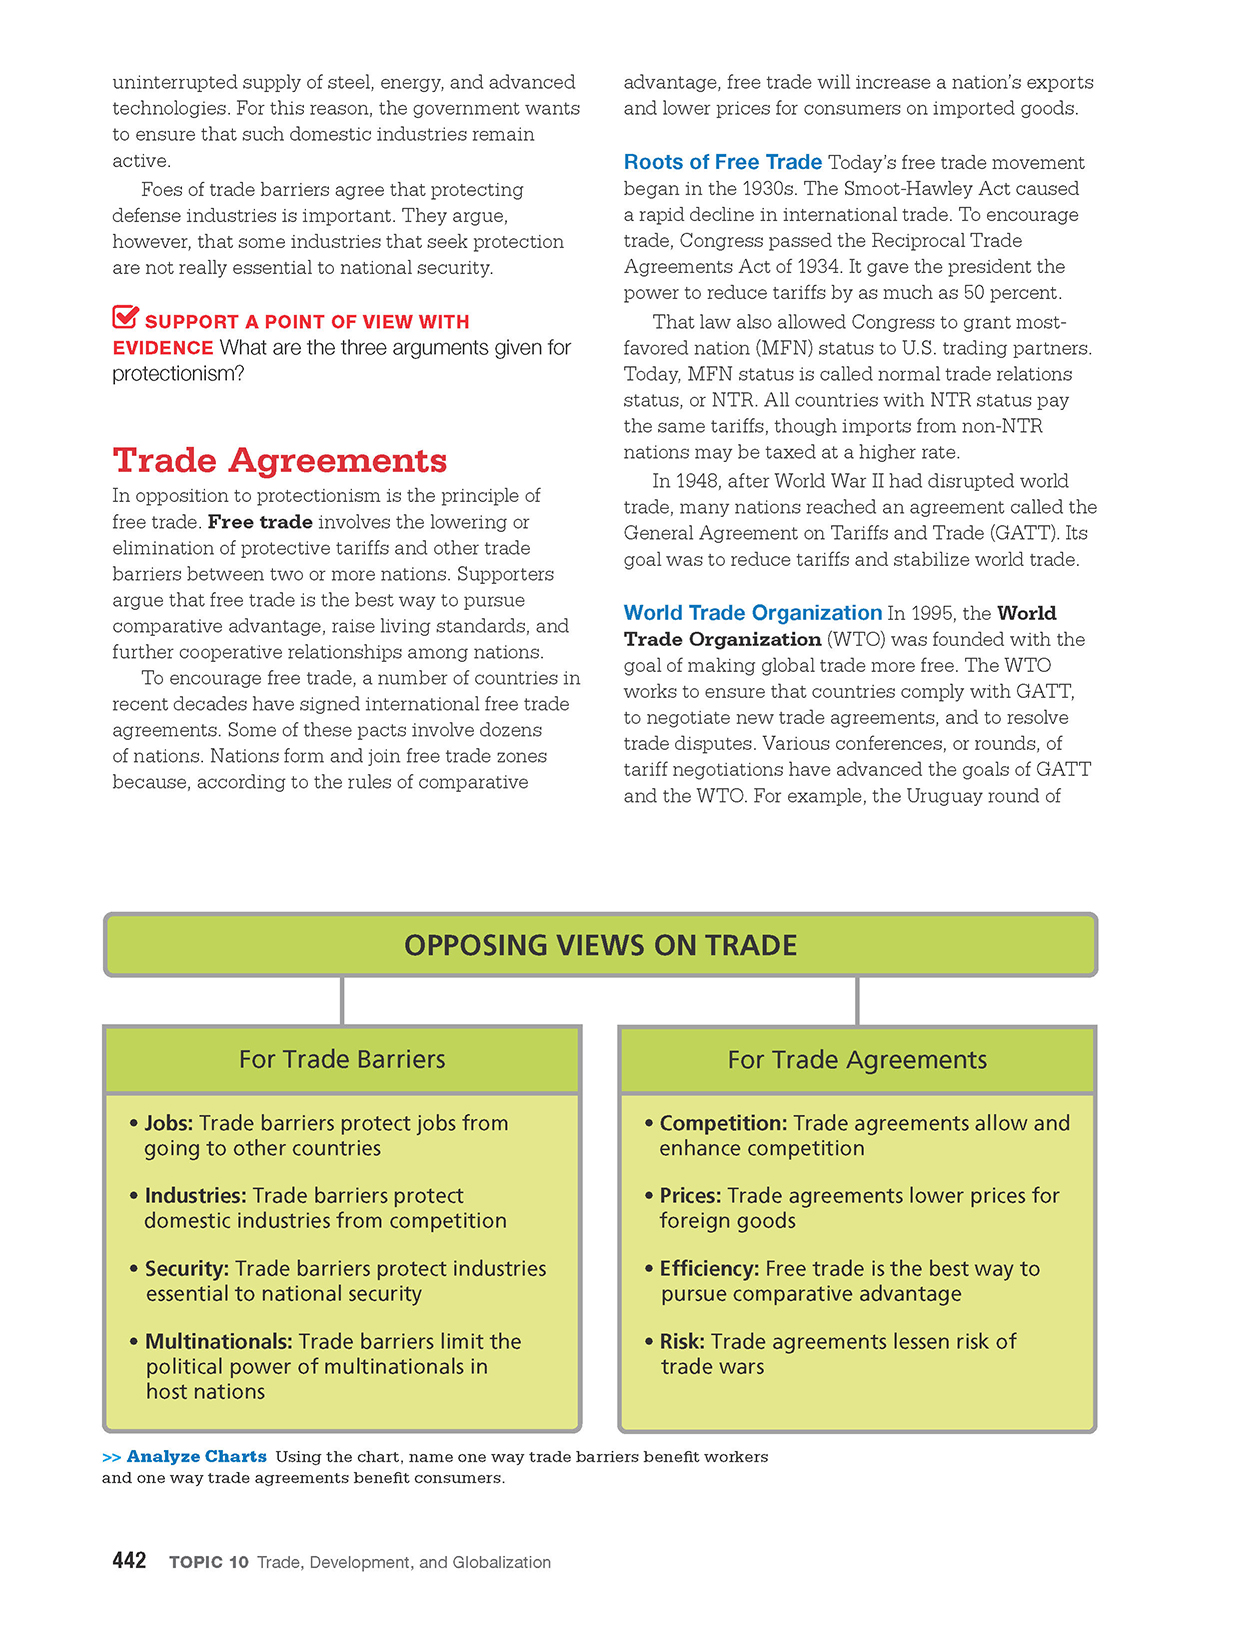 uninterrupted supply of steel, energy, and advanced
technologies. For this reason, the government wants
to ensure that such domestic industries remain
active.
Foes of trade barriers agree that protecting
defense industries is important. They argue,
however, that some industries that seek protection
are not really essential to national security.
SUPPORT A POINT OF VIEW WITH
EVIDENCE What are the three arguments given for
protectionism?
Trade Agreements
In opposition to protectionism is the principle of
free trade. Free trade involves the lowering or
elimination of protective tariffs and other trade
barriers between two or more nations. Supporters
argue that free trade is the best way to pursue
comparative advantage, raise living standards, and
further cooperative relationships among nations.
To encourage free trade, a number of countries in
recent decades have signed international free trade
agreements. Some of these pacts involve dozens
of nations. Nations form and join free trade zones
because, according to the rules of comparative
advantage, free trade will increase a nation's exports
and lower prices for consumers on imported goods.
Roots of Free Trade Today's free trade movement
began in the 1930s. The Smoot-Hawley Act caused
a rapid decline in international trade. To encourage
trade, Congress passed the Reciprocal Trade
Agreements Act of 1934. It gave the president the
power to reduce tariffs by as much as 50 percent.
That law also allowed Congress to grant most-
favored nation (MFN) status to U.S. trading partners.
Today, MFN status is called normal trade relations
status, or NTR. All countries with NTR status pay
the same tariffs, though imports from non-NTR
nations may be taxed at a higher rate.
In 1948, after World War II had disrupted world
trade, many nations reached an agreement called the
General Agreement on Tariffs and Trade (GATT). Its
goal was to reduce tariffs and stabilize world trade.
World Trade Organization In 1995, the World
Trade Organization (WTO) was founded with the
goal of making global trade more free. The WTO
works to ensure that countries comply with GATT,
to negotiate new trade agreements, and to resolve
trade disputes. Various conferences, or rounds, of
tariff negotiations have advanced the goals of GATT
and the WTO. For example, the Uruguay round of
OPPOSING VIEWS ON TRADE
For Trade Barriers
• Jobs: Trade barriers protect jobs from
going to other countries
• Industries: Trade barriers protect
domestic industries from competition
• Security: Trade barriers protect industries
essential to national security
• Multinationals: Trade barriers limit the
political power of multinationals in
host nations
For Trade Agreements
• Competition: Trade agreements allow and
enhance competition
• Prices: Trade agreements lower prices for
foreign goods
• Efficiency: Free trade is the best way to
pursue comparative advantage
• Risk: Trade agreements lessen risk of
trade wars
>> Analyze Charts Using the chart, name one way trade barriers benefit workers
and one way trade agreements benefit consumers.
442 TOPIC 10 Trade, Development, and Globalization